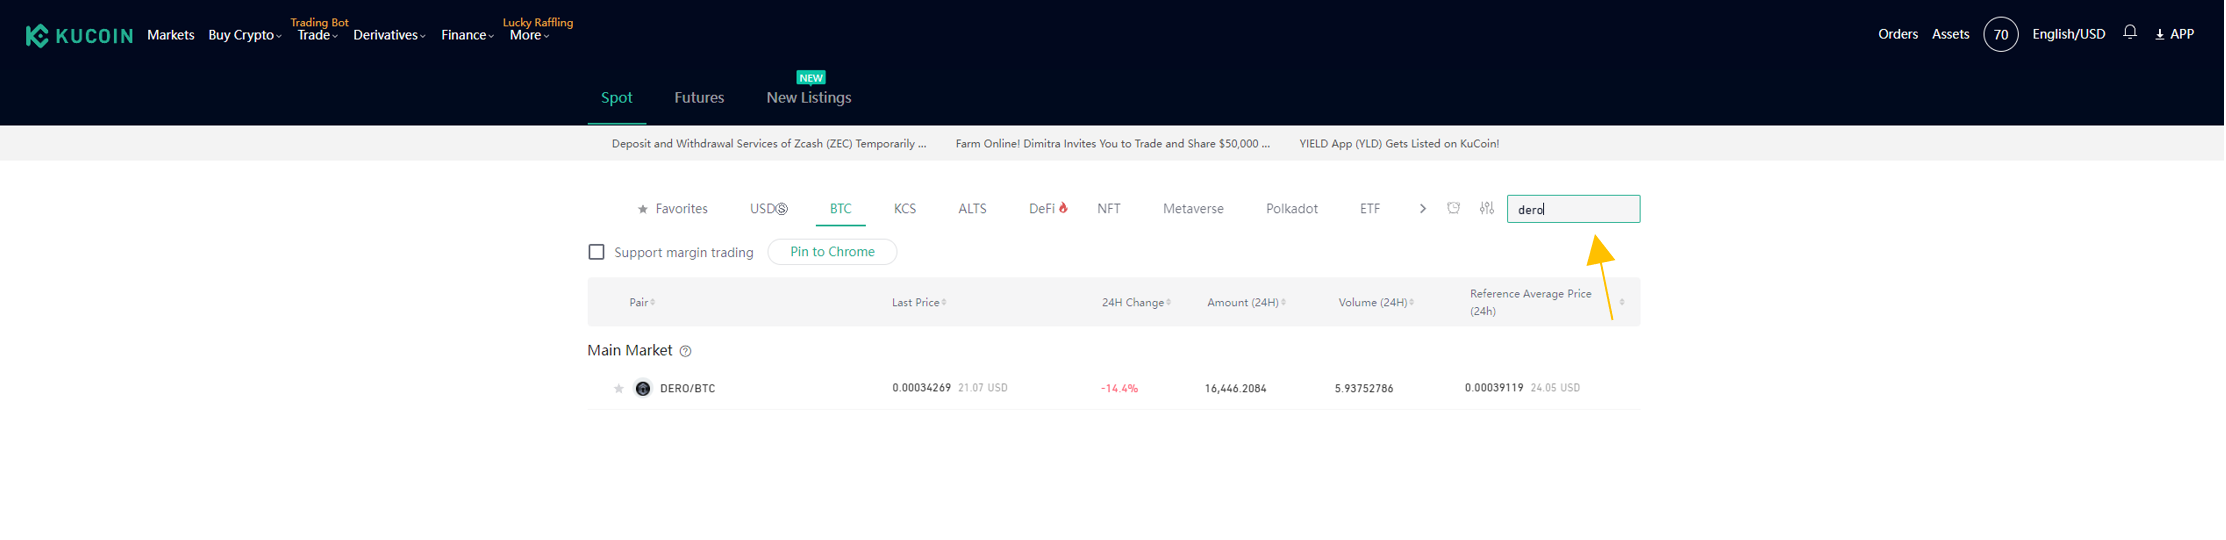 Trading Bot
Lucky Raffling
KUCOIN Markets Buy Crypto Trade Derivatives Finance More
Orders Assets 70 English/USD APP
NEW
Spot Futures New Listings
Deposit and Withdrawal Services of Zcash (ZEC) Temporarily ... Farm Online! Dimitra Invites You to Trade and Share $50,000 ... YIELD App (YLD) Gets Listed on KuCoin!
Favorites USDⓈ BTC KCS ALTS DeFi NFT Metaverse Polkadot ETF dero
Support margin trading Pin to Chrome
Pair Last Price 24H Change Amount (24H) Volume (24H) Reference Average Price
(24h)
Main Market
DERO/BTC 0.00034269 21.07 USD -14.4% 16,446.2084 5.93752786 0.00039119 24.05 USD